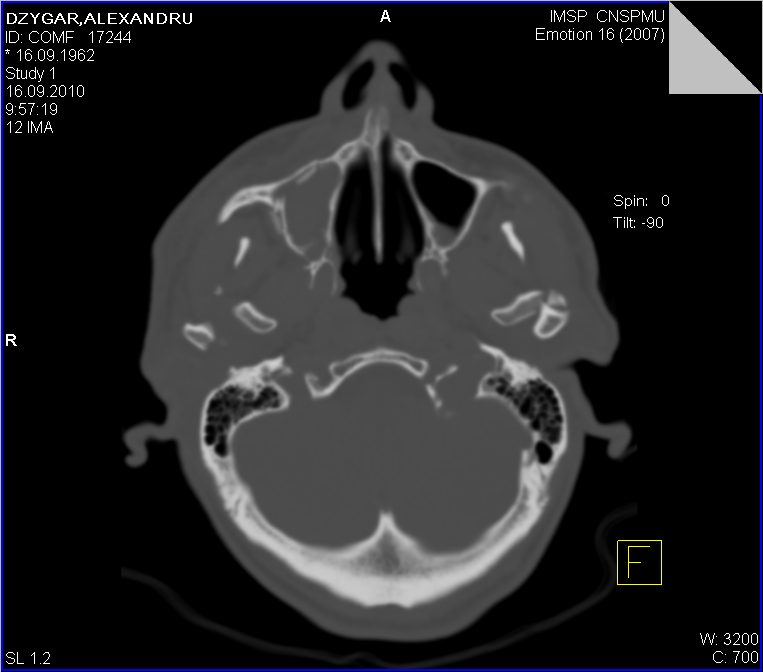 DZYGAR,ALEXANDRU
ID: COMF 17244
* 16.09.1962
Study 1
16.09.2010
9:57:19
12 IMA
A
IMSP CNSPMU
Emotion 16 (2007)
Spin: 0
Tilt: -90
R
F
SL 1.2
W: 3200
C: 700